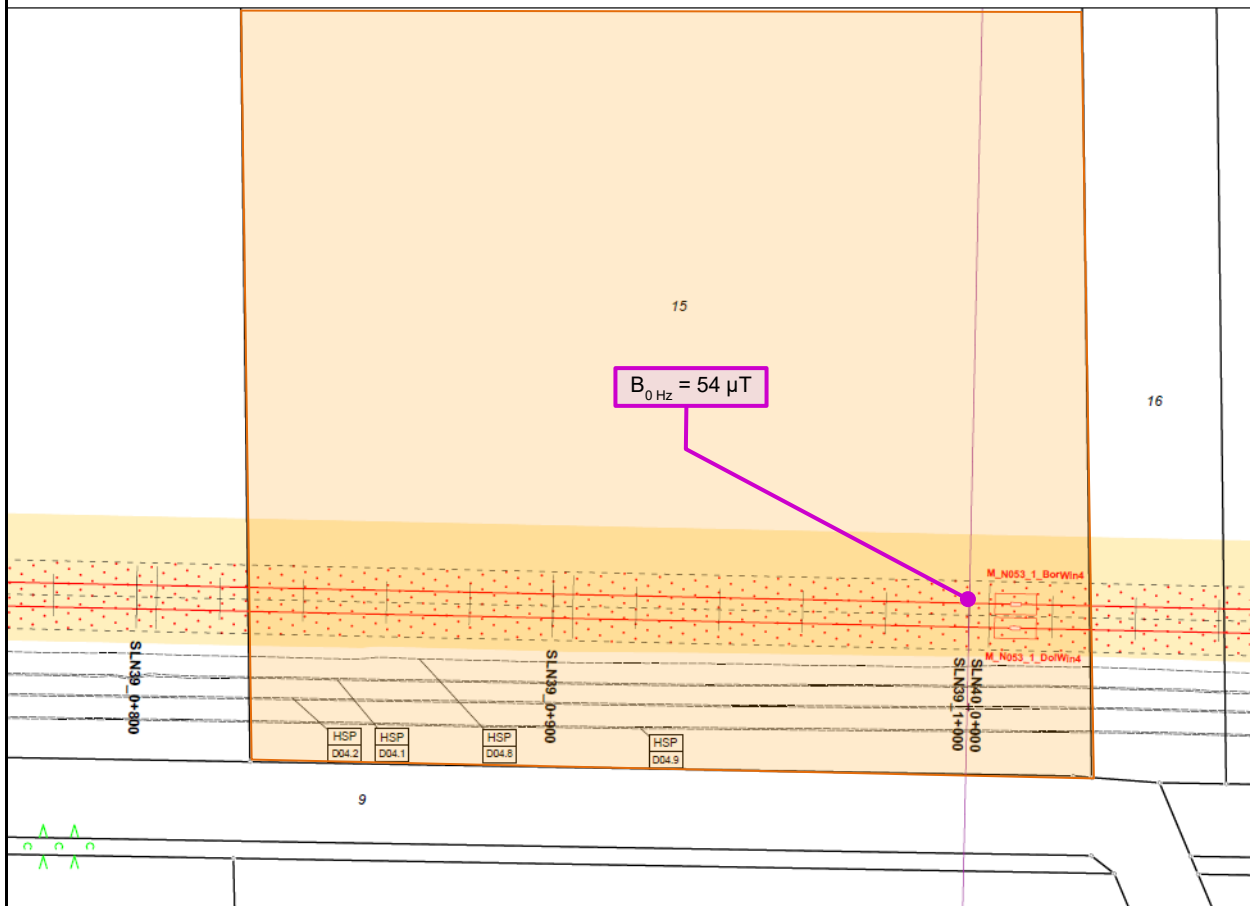 15
B0 Hz = 54 µT
16
M_N053_1_BorWin4
M_N053_1_DolWin4
SLN39_0+800
SLN39_0+900
SLN39_1+000
SLN40_0+000
HSP
D04.2
HSP
D04.1
HSP
D04.8
HSP
D04.9
9